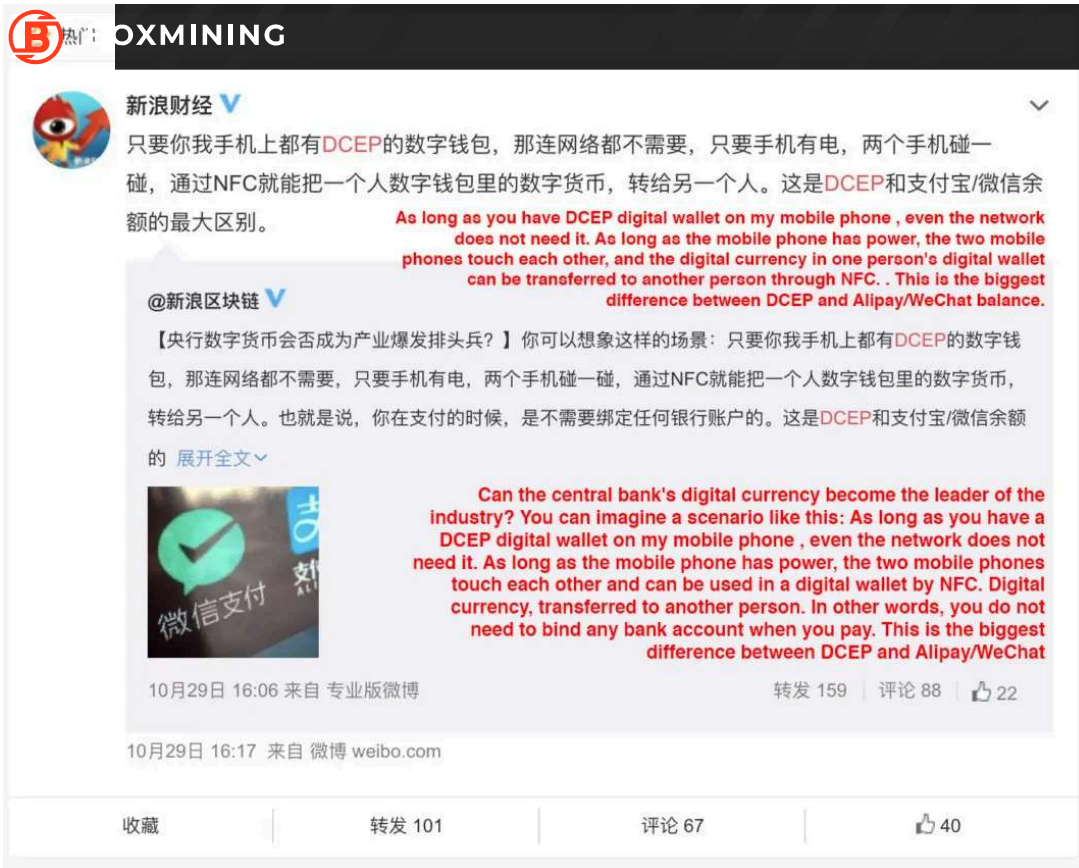 热门
BOXMINING
新浪财经
只要你我手机上都有DCEP的数字钱包，那连网络都不需要，只要手机有电，两个手机碰一
碰，通过NFC就能把一个人数字钱包里的数字货币，转给另一个人。这是DCEP和支付宝/微信余
额的最大区别。
As long as you have DCEP digital wallet on my mobile phone , even the network
does not need it. As long as the mobile phone has power, the two mobile
phones touch each other, and the digital currency in one person's digital wallet
can be transferred to another person through NFC. . This is the biggest
difference between DCEP and Alipay/WeChat balance.
@新浪区块链
【央行数字货币会否成为产业爆发排头兵？】你可以想象这样的场景：只要你我手机上都有DCEP的数字钱
包，那连网络都不需要，只要手机有电，两个手机碰一碰，通过NFC就能把一个人数字钱包里的数字货币，
转给另一个人。也就是说，你在支付的时候，是不需要绑定任何银行账户的。这是DCEP和支付宝/微信余额
的 展开全文
Can the central bank's digital currency become the leader of the
industry? You can imagine a scenario like this: As long as you have a
DCEP digital wallet on my mobile phone , even the network does not
need it. As long as the mobile phone has power, the two mobile phones
touch each other and can be used in a digital wallet by NFC. Digital
currency, transferred to another person. In other words, you do not
need to bind any bank account when you pay. This is the biggest
difference between DCEP and Alipay/WeChat
微信支付
支
10月29日 16:06 来自 专业版微博
转发 159 评论 88 22
10月29日 16:17 来自 微博 weibo.com
收藏 转发 101 评论 67 40